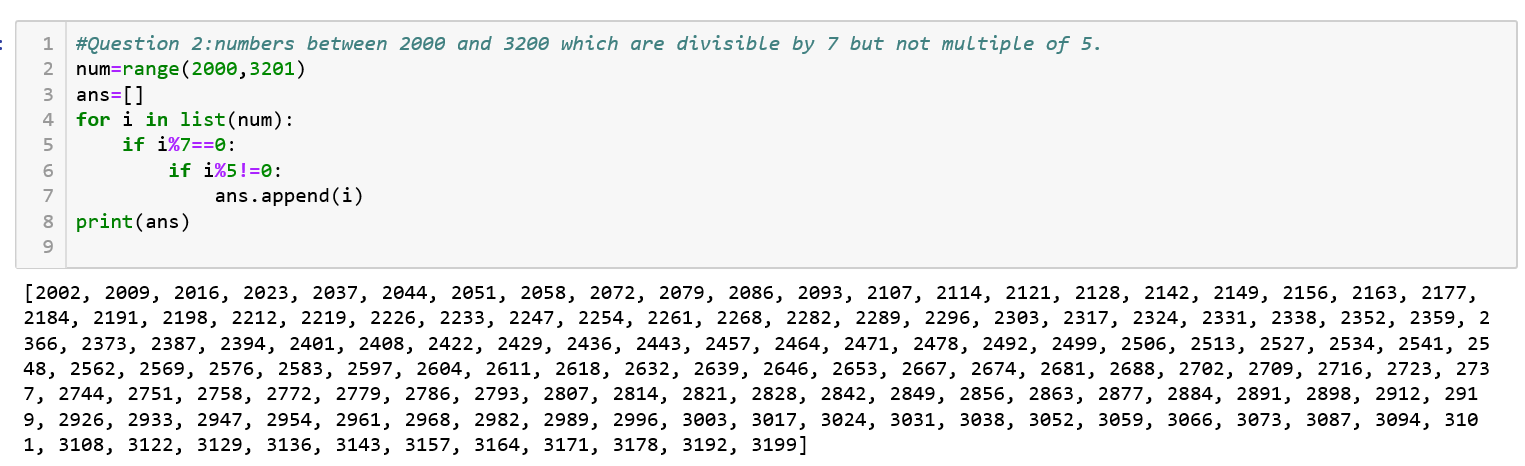 :
1 #Question 2:numbers between 2000 and 3200 which are divisible by 7 but not multiple of 5.
2 num=range(2000,3201)
3 ans=[]
4 for i in list(num):
5     if i%7==0:
6         if i%5!=0:
7             ans.append(i)
8 print(ans)
9
[2002, 2009, 2016, 2023, 2037, 2044, 2051, 2058, 2072, 2079, 2086, 2093, 2107, 2114, 2121, 2128, 2142, 2149, 2156, 2163, 2177,
2184, 2191, 2198, 2212, 2219, 2226, 2233, 2247, 2254, 2261, 2268, 2282, 2289, 2296, 2303, 2317, 2324, 2331, 2338, 2352, 2359, 2
366, 2373, 2387, 2394, 2401, 2408, 2422, 2429, 2436, 2443, 2457, 2464, 2471, 2478, 2492, 2499, 2506, 2513, 2527, 2534, 2541, 25
48, 2562, 2569, 2576, 2583, 2597, 2604, 2611, 2618, 2632, 2639, 2646, 2653, 2667, 2674, 2681, 2688, 2702, 2709, 2716, 2723, 273
7, 2744, 2751, 2758, 2772, 2779, 2786, 2793, 2807, 2814, 2821, 2828, 2842, 2849, 2856, 2863, 2877, 2884, 2891, 2898, 2912, 291
9, 2926, 2933, 2947, 2954, 2961, 2968, 2982, 2989, 2996, 3003, 3017, 3024, 3031, 3038, 3052, 3059, 3066, 3073, 3087, 3094, 310
1, 3108, 3122, 3129, 3136, 3143, 3157, 3164, 3171, 3178, 3192, 3199]